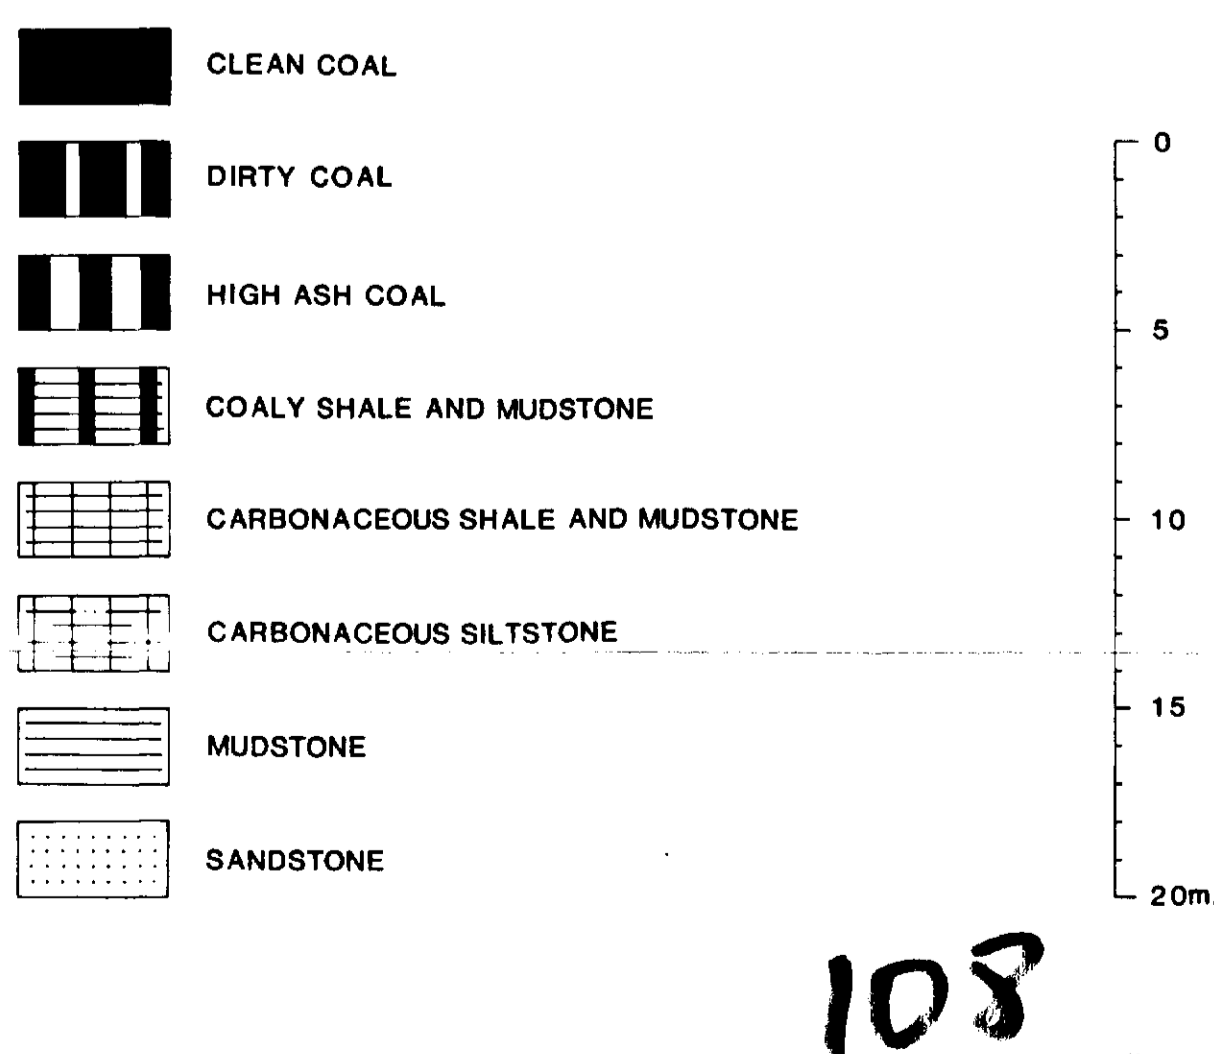 CLEAN COAL
DIRTY COAL
HIGH ASH COAL
COALY SHALE AND MUDSTONE
CARBONACEOUS SHALE AND MUDSTONE
CARBONACEOUS SILTSTONE
MUDSTONE
SANDSTONE
0
5
10
15
20m.
108